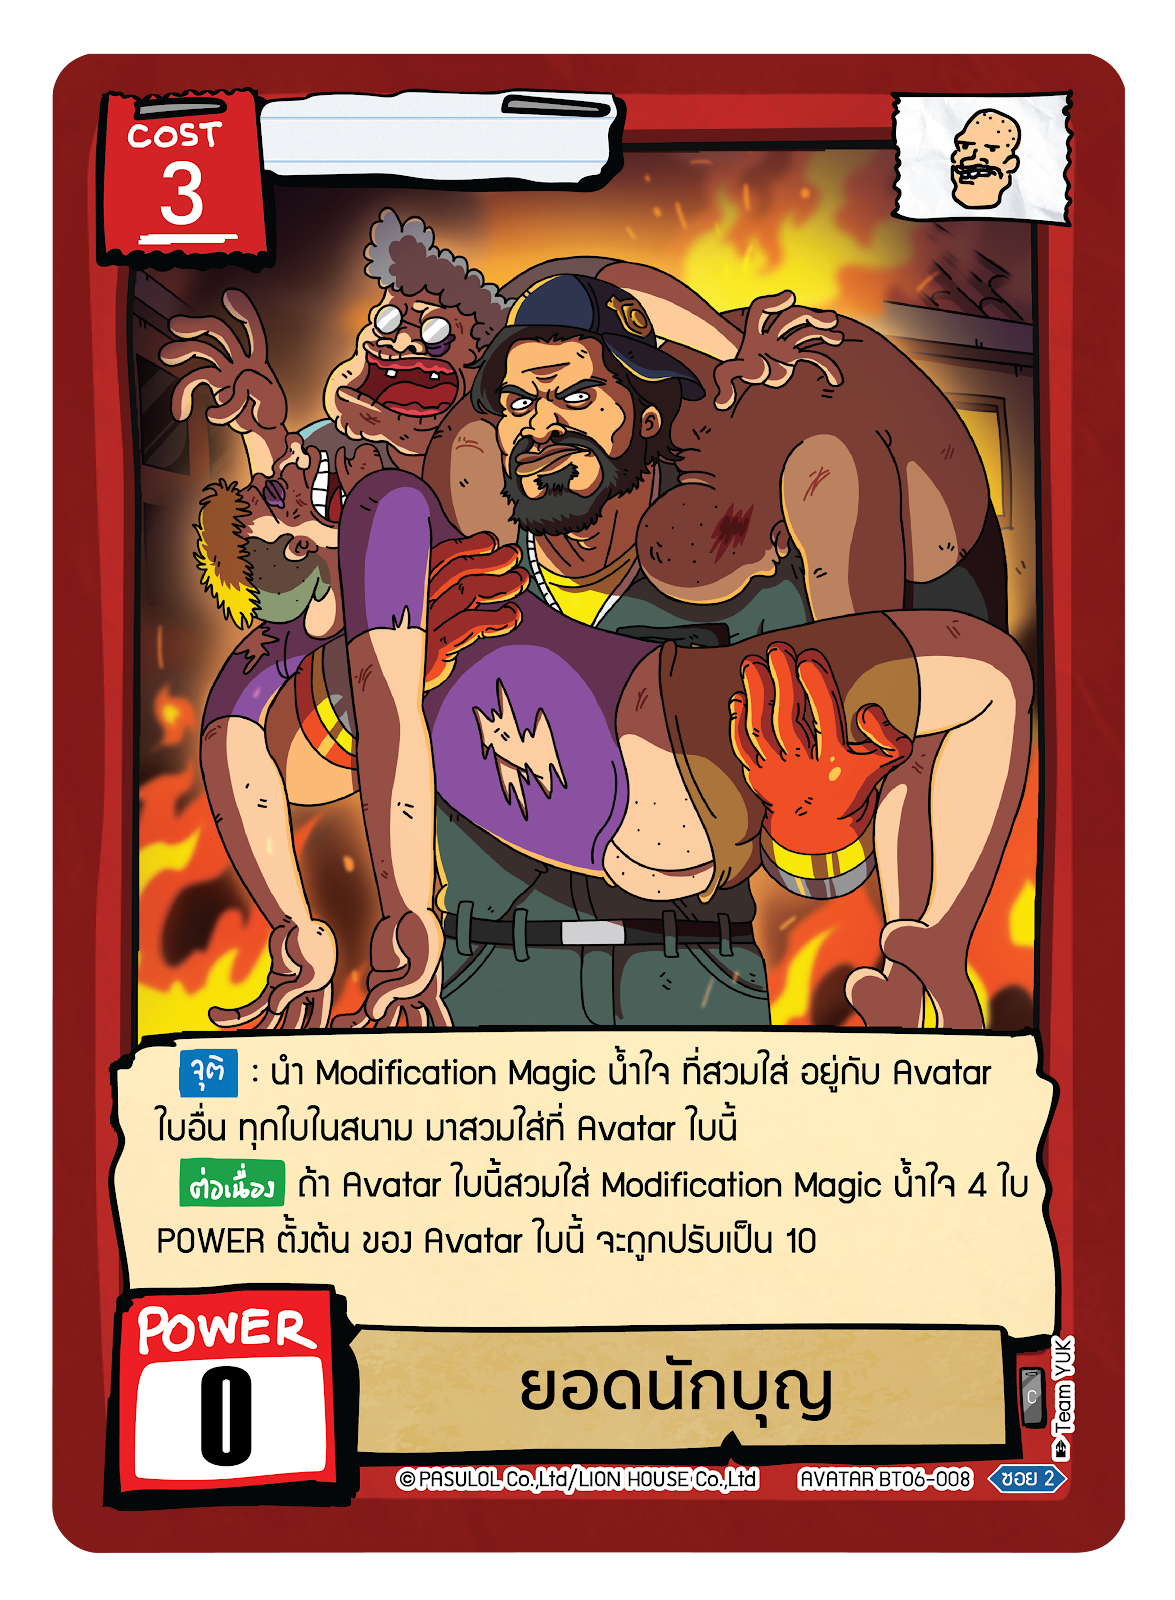 COST
3
จุติ : นำ Modification Magic น้ำใจ ที่สวมใส่ อยู่กับ Avatar
ใบอื่น ทุกใบในสนาม มาสวมใส่ที่ Avatar ใบนี้
ต่อเนื่อง ถ้า Avatar ใบนี้สวมใส่ Modification Magic น้ำใจ 4 ใบ
POWER ตั้งต้น ของ Avatar ใบนี้ จะถูกปรับเป็น 10
POWER
0
ยอดนักบุญ
C
Team YUK
© PASULOL Co.,Ltd/LION HOUSE Co.,Ltd
AVATAR BT06-008
ซอย 2